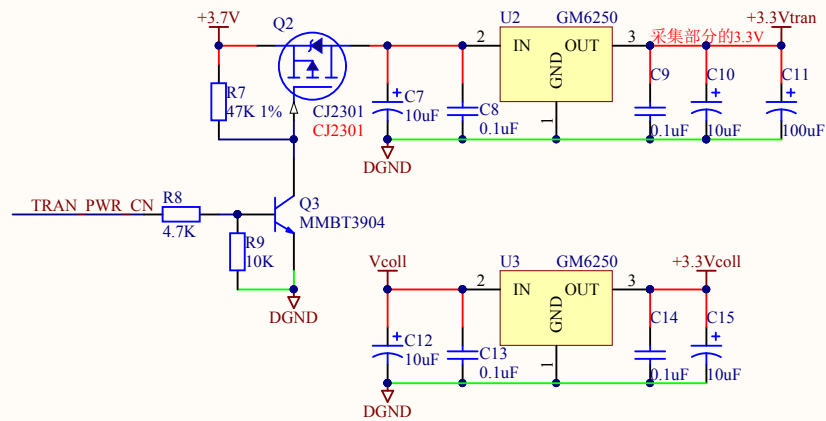 +3.7V
Q2
R7
47K 1%
CJ2301
CJ2301
C7
10uF
C8
0.1uF
DGND
U2
GM6250
2
IN
OUT
3
GND
1
采集部分的3.3V
+3.3Vtran
C9
0.1uF
C10
10uF
C11
100uF
TRAN_PWR_CN
R8
4.7K
Q3
MMBT3904
R9
10K
DGND
Vcoll
U3
GM6250
2
IN
OUT
3
GND
1
+3.3Vcoll
C12
10uF
C13
0.1uF
C14
0.1uF
C15
10uF
DGND